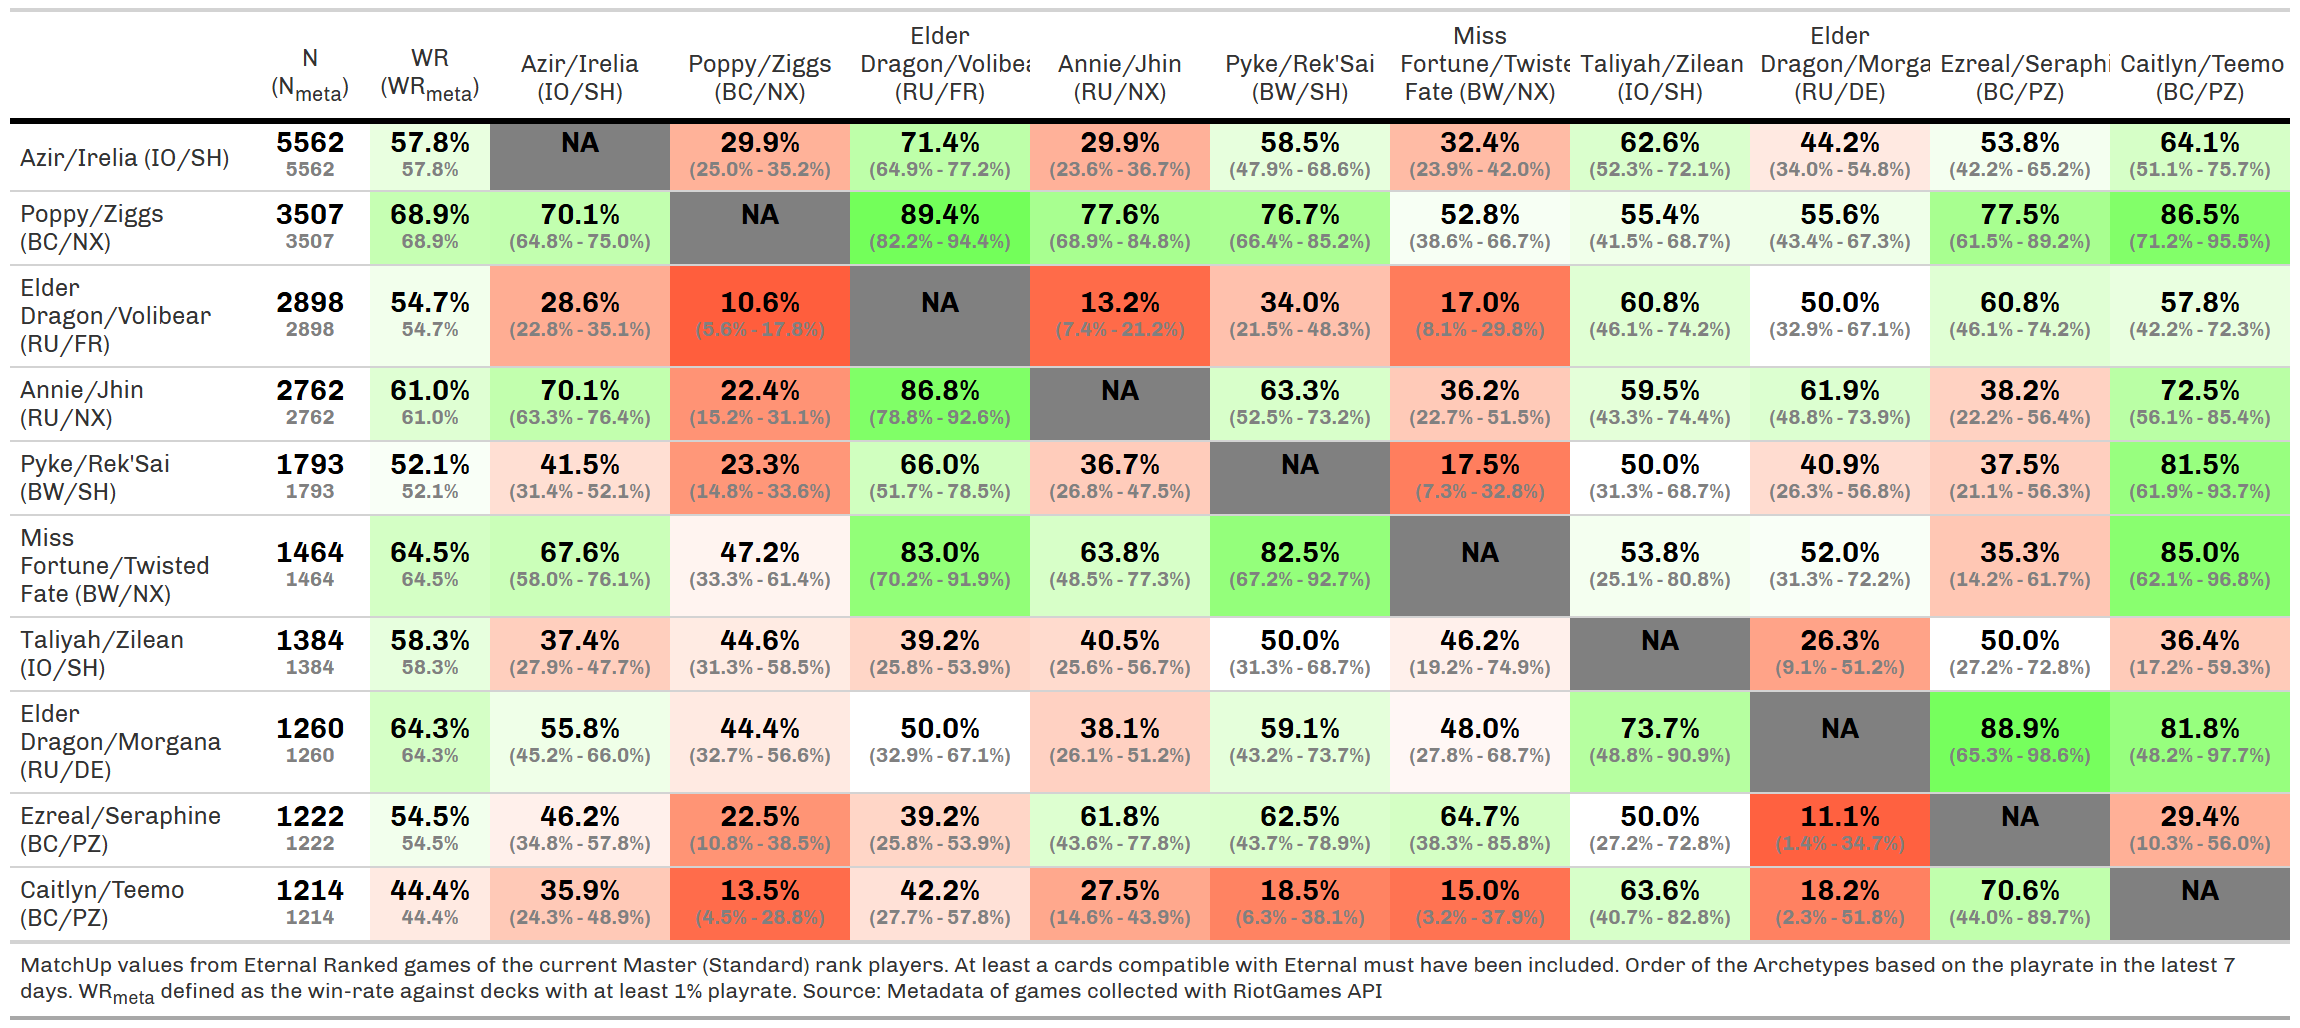 N (Nmeta) WR (WRmeta) Azir/Irelia (IO/SH) Poppy/Ziggs (BC/NX) Elder Dragon/Volibea (RU/FR) Annie/Jhin (RU/NX) Pyke/Rek'Sai (BW/SH) Miss Fortune/Twiste Fate (BW/NX) Taliyah/Zilean (IO/SH) Elder Dragon/Morga (RU/DE) Ezreal/Seraphi (BC/PZ) Caitlyn/Teemo (BC/PZ)
Azir/Irelia (IO/SH) 5562 57.8% NA 29.9% 71.4% 29.9% 58.5% 32.4% 62.6% 44.2% 53.8% 64.1%
5562 57.8% (25.0% - 35.2%) (64.9% - 77.2%) (23.6% - 36.7%) (47.9% - 68.6%) (23.9% - 42.0%) (52.3% - 72.1%) (34.0% - 54.8%) (42.2% - 65.2%) (51.1% - 75.7%)
Poppy/Ziggs (BC/NX) 3507 68.9% 70.1% NA 89.4% 77.6% 76.7% 52.8% 55.4% 55.6% 77.5% 86.5%
3507 68.9% (64.8% - 75.0%) (82.2% - 94.4%) (68.9% - 84.8%) (66.4% - 85.2%) (38.6% - 66.7%) (41.5% - 68.7%) (43.4% - 67.3%) (61.5% - 89.2%) (71.2% - 95.5%)
Elder Dragon/Volibear (RU/FR) 2898 54.7% 28.6% 10.6% NA 13.2% 34.0% 17.0% 60.8% 50.0% 60.8% 57.8%
2898 54.7% (22.8% - 35.1%) (5.6% - 17.8%) (7.4% - 21.2%) (21.5% - 48.3%) (8.1% - 29.8%) (46.1% - 74.2%) (32.9% - 67.1%) (46.1% - 74.2%) (42.2% - 72.3%)
Annie/Jhin (RU/NX) 2762 61.0% 70.1% 22.4% 86.8% NA 63.3% 36.2% 59.5% 61.9% 38.2% 72.5%
2762 61.0% (63.3% - 76.4%) (15.2% - 31.1%) (78.8% - 92.6%) (52.5% - 73.2%) (22.7% - 51.5%) (43.3% - 74.4%) (48.8% - 73.9%) (22.2% - 56.4%) (56.1% - 85.4%)
Pyke/Rek'Sai (BW/SH) 1793 52.1% 41.5% 23.3% 66.0% 36.7% NA 17.5% 50.0% 40.9% 37.5% 81.5%
1793 52.1% (31.4% - 52.1%) (14.8% - 33.6%) (51.7% - 78.5%) (26.8% - 47.5%) (7.3% - 32.8%) (31.3% - 68.7%) (26.3% - 56.8%) (21.1% - 56.3%) (61.9% - 93.7%)
Miss Fortune/Twisted Fate (BW/NX) 1464 64.5% 67.6% 47.2% 83.0% 63.8% 82.5% NA 53.8% 52.0% 35.3% 85.0%
1464 64.5% (58.0% - 76.1%) (33.3% - 61.4%) (70.2% - 91.9%) (48.5% - 77.3%) (67.2% - 92.7%) (25.1% - 80.8%) (31.3% - 72.2%) (14.2% - 61.7%) (62.1% - 96.8%)
Taliyah/Zilean (IO/SH) 1384 58.3% 37.4% 44.6% 39.2% 40.5% 50.0% 46.2% NA 26.3% 50.0% 36.4%
1384 58.3% (27.9% - 47.7%) (31.3% - 58.5%) (25.8% - 53.9%) (25.6% - 56.7%) (31.3% - 68.7%) (19.2% - 74.9%) (9.1% - 51.2%) (27.2% - 72.8%) (17.2% - 59.3%)
Elder Dragon/Morgana (RU/DE) 1260 64.3% 55.8% 44.4% 50.0% 38.1% 59.1% 48.0% 73.7% NA 88.9% 81.8%
1260 64.3% (45.2% - 66.0%) (32.7% - 56.6%) (32.9% - 67.1%) (26.1% - 51.2%) (43.2% - 73.7%) (27.8% - 68.7%) (48.8% - 90.9%) (65.3% - 98.6%) (48.2% - 97.7%)
Ezreal/Seraphine (BC/PZ) 1222 54.5% 46.2% 22.5% 39.2% 61.8% 62.5% 64.7% 50.0% 11.1% NA 29.4%
1222 54.5% (34.8% - 57.8%) (10.8% - 38.5%) (25.8% - 53.9%) (43.6% - 77.8%) (43.7% - 78.9%) (38.3% - 85.8%) (27.2% - 72.8%) (1.4% - 34.7%) (10.3% - 56.0%)
Caitlyn/Teemo (BC/PZ) 1214 44.4% 35.9% 13.5% 42.2% 27.5% 18.5% 15.0% 63.6% 18.2% 70.6% NA
1214 44.4% (24.3% - 48.9%) (4.5% - 28.8%) (27.7% - 57.8%) (14.6% - 43.9%) (6.3% - 38.1%) (3.2% - 37.9%) (40.7% - 82.8%) (2.3% - 51.8%) (44.0% - 89.7%)
MatchUp values from Eternal Ranked games of the current Master (Standard) rank players. At least a cards compatible with Eternal must have been included. Order of the Archetypes based on the playrate in the latest 7
days. WRmeta defined as the win-rate against decks with at least 1% playrate. Source: Metadata of games collected with RiotGames API